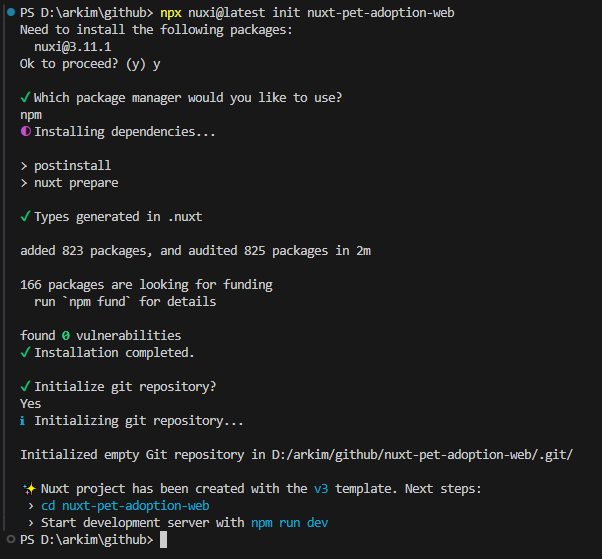 PS D:\arkim\github> npx nuxi@latest init nuxt-pet-adoption-web
Need to install the following packages:
  nuxi@3.11.1
Ok to proceed? (y) y

✓ Which package manager would you like to use?
npm
◐ Installing dependencies...

> postinstall
> nuxt prepare

✓ Types generated in .nuxt

added 823 packages, and audited 825 packages in 2m

166 packages are looking for funding
  run `npm fund` for details

found 0 vulnerabilities
✓ Installation completed.

✓ Initialize git repository?
Yes
ℹ Initializing git repository...

Initialized empty Git repository in D:/arkim/github/nuxt-pet-adoption-web/.git/

✨ Nuxt project has been created with the v3 template. Next steps:
 › cd nuxt-pet-adoption-web
 › Start development server with npm run dev
PS D:\arkim\github>